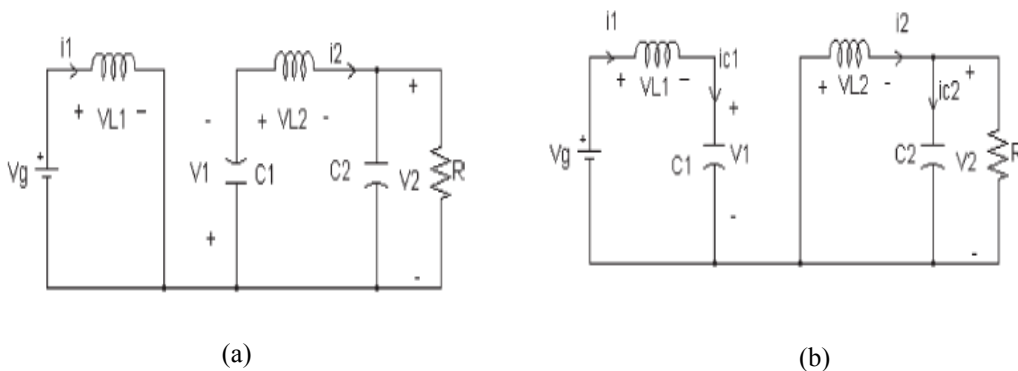 i1
i2
+ VL1 −
+ VL2 -
+
-
V1
C1
C2
V2
R
Vg
+
+
-
(a)
i1
i2
ic1
+ VL1 −
+ VL2 -
+
+
ic2
Vg
+
V1
C1
C2
V2
R
-
-
(b)